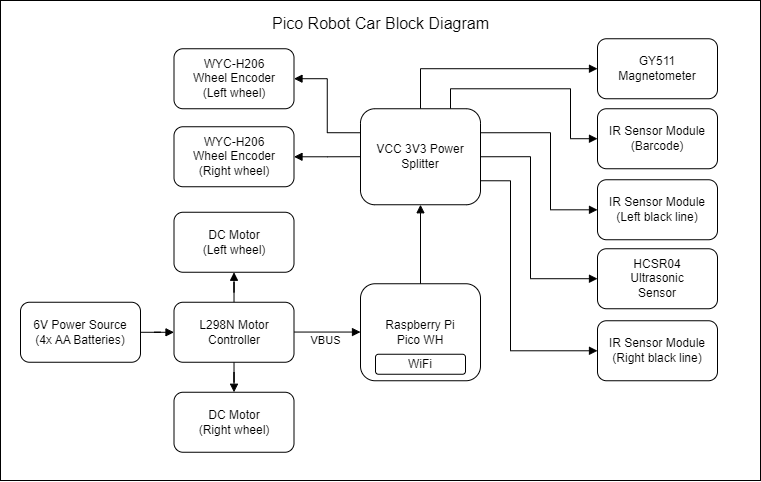 Pico Robot Car Block Diagram
WYC-H206
Wheel Encoder
(Left wheel)
WYC-H206
Wheel Encoder
(Right wheel)
VCC 3V3 Power
Splitter
GY511
Magnetometer
IR Sensor Module
(Barcode)
IR Sensor Module
(Left black line)
HCSR04
Ultrasonic
Sensor
IR Sensor Module
(Right black line)
DC Motor
(Left wheel)
6V Power Source
(4x AA Batteries)
L298N Motor
Controller
VBUS
Raspberry Pi
Pico WH
WiFi
DC Motor
(Right wheel)